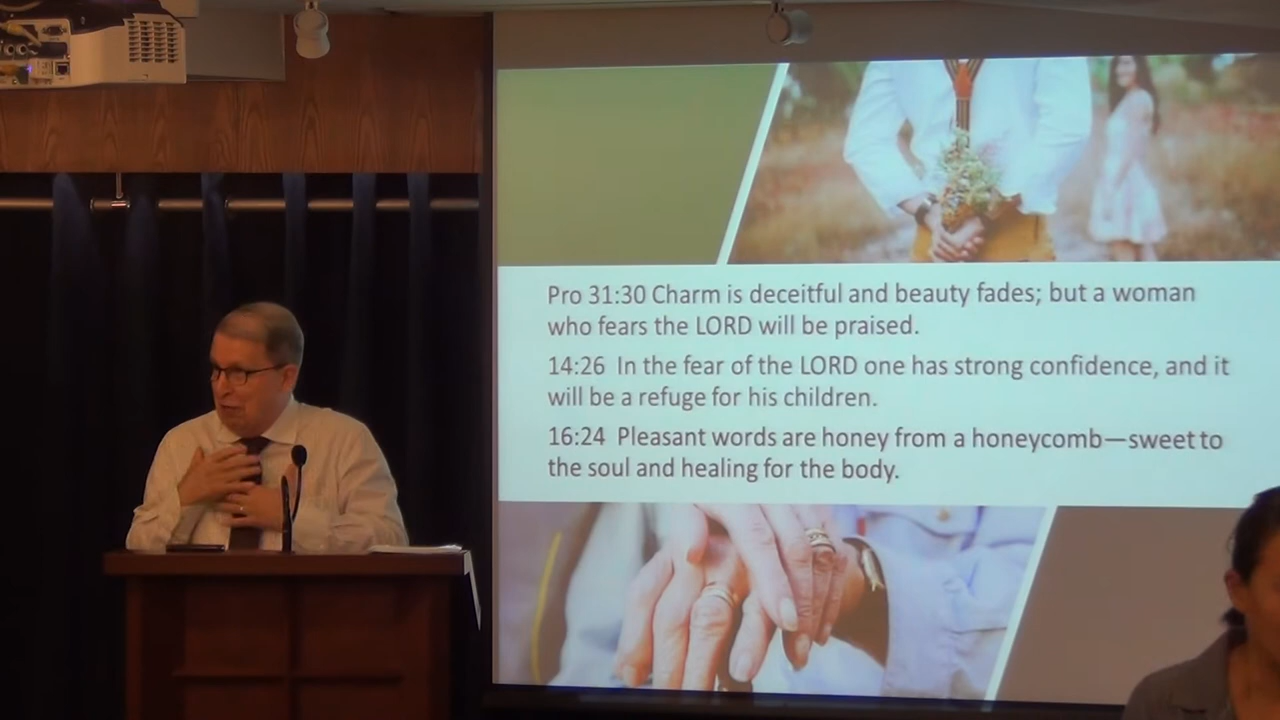 Pro 31:30 Charm is deceitful and beauty fades; but a woman
who fears the LORD will be praised.
14:26  In the fear of the LORD one has strong confidence, and it
will be a refuge for his children.
16:24  Pleasant words are honey from a honeycomb—sweet to
the soul and healing for the body.